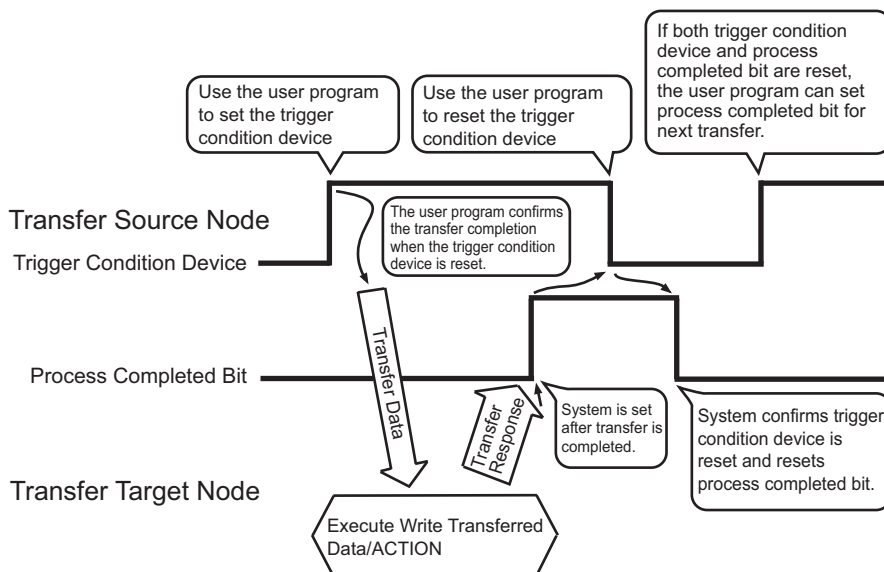 Use the user program
to set the trigger
condition device
Use the user program
to reset the trigger
condition device
If both trigger condition
device and process
completed bit are reset,
the user program can set
process completed bit for
next transfer.
Transfer Source Node
Trigger Condition Device
The user program confirms
the transfer completion
when the trigger condition
device is reset.
Transfer Data
Process Completed Bit
Transfer
Response
System is set
after transfer is
completed.
System confirms trigger
condition device is
reset and resets
process completed bit.
Transfer Target Node
Execute Write Transferred
Data/ACTION